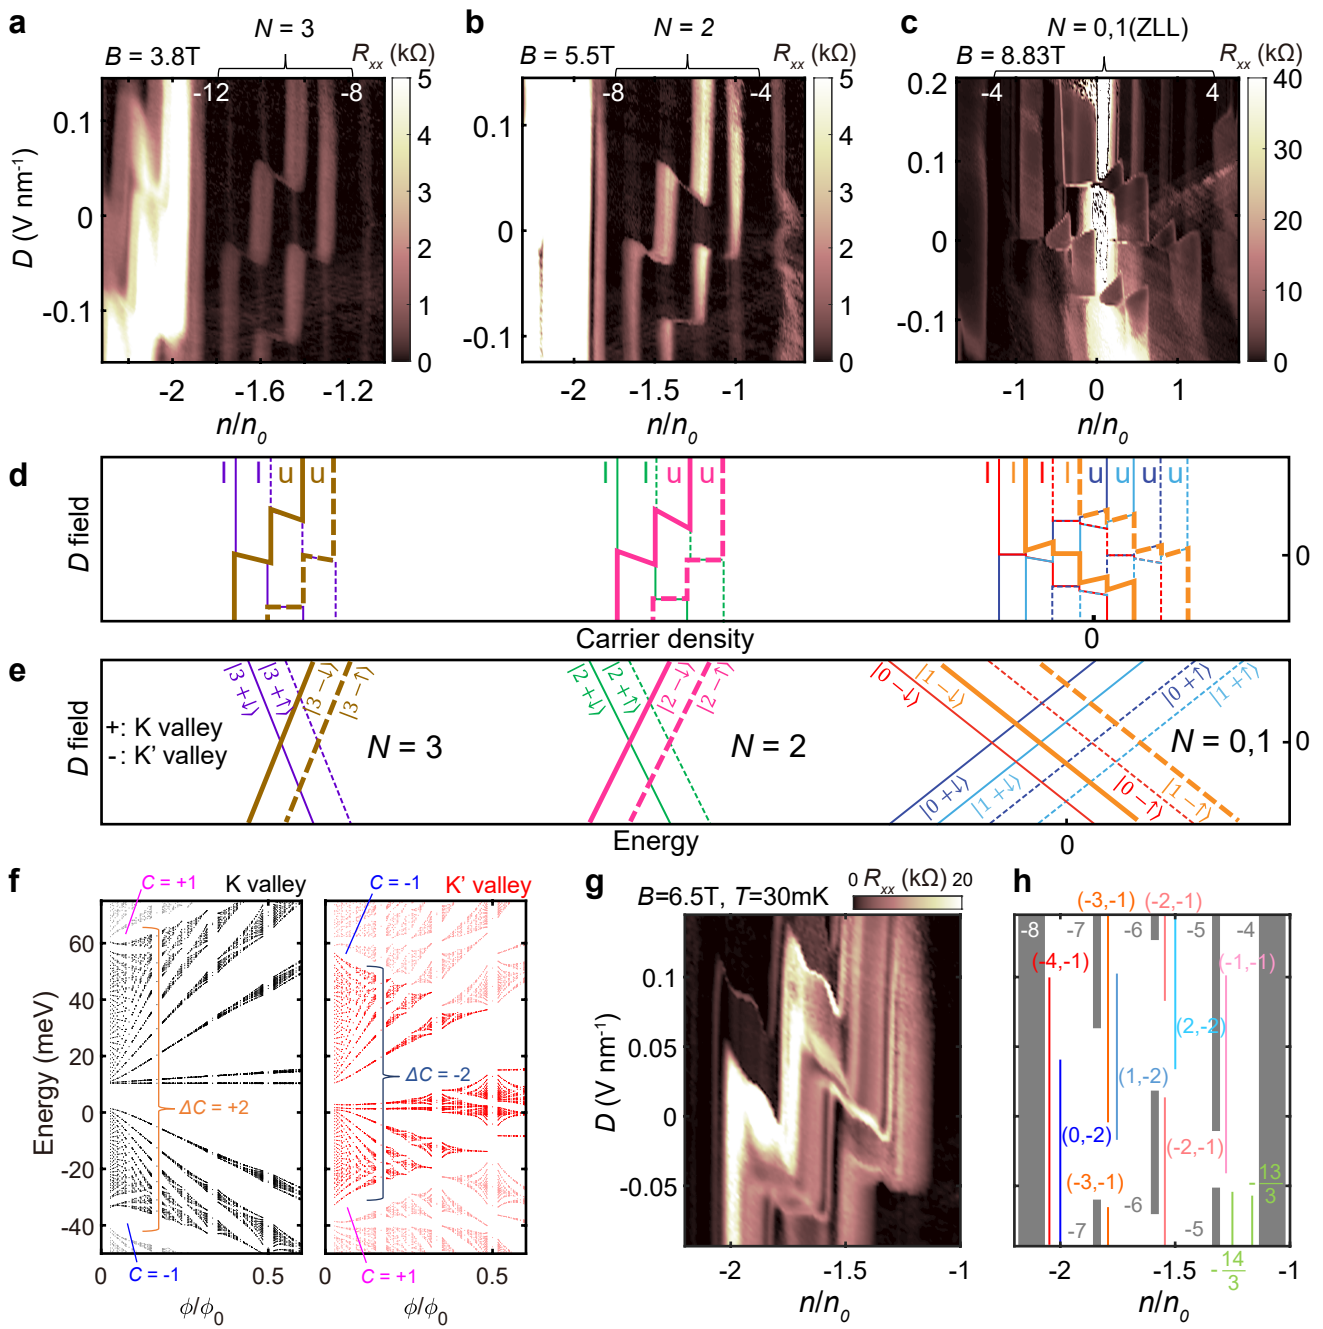 a
N = 3
B = 3.8T
Rxx (kΩ)
-12
-8
5
4
3
2
1
0
0.1
0
-0.1
D (V nm-1)
-2
-1.6
-1.2
n/n0
b
N = 2
B = 5.5T
Rxx (kΩ)
-8
-4
5
4
3
2
1
0
0.1
0
-0.1
-2
-1.5
-1
n/n0
c
N = 0,1(ZLL)
B = 8.83T
Rxx (kΩ)
-4
4
40
30
20
10
0
0.2
0.1
0
-0.1
-1
0
1
n/n0
d
l l u u
l l u u
l l l l u u u u
D field
0
Carrier density
0
e
|3 +↓⟩
|3 +↑⟩
|3 −↓⟩
|3 −↑⟩
|2 +↓⟩
|2 +↑⟩
|2 −↓⟩
|2 −↑⟩
|0 −↓⟩
|1 −↓⟩
|0 +↑⟩
|1 +↑⟩
|0 +↓⟩
|1 +↓⟩
|0 −↑⟩
|1 −↑⟩
+: K valley
-: K' valley
N = 3
N = 2
N = 0,1
D field
0
Energy
0
f
C = +1
K valley
C = -1
K' valley
60
40
20
0
-20
-40
Energy (meV)
ΔC = +2
ΔC = -2
C = -1
C = +1
0
0.5
0
0.5
ϕ/ϕ0
ϕ/ϕ0
g
B=6.5T, T=30mK
0 Rxx (kΩ) 20
0.1
0.05
0
-0.05
D (V nm-1)
-2
-1.5
-1
n/n0
h
(-3,-1)
(-2,-1)
-8
-7
-6
-5
-4
(-4,-1)
(-1,-1)
(2,-2)
(1,-2)
(0,-2)
(-2,-1)
(-3,-1)
-13/3
-6
-7
-5
-14/3
-2
-1.5
-1
n/n0